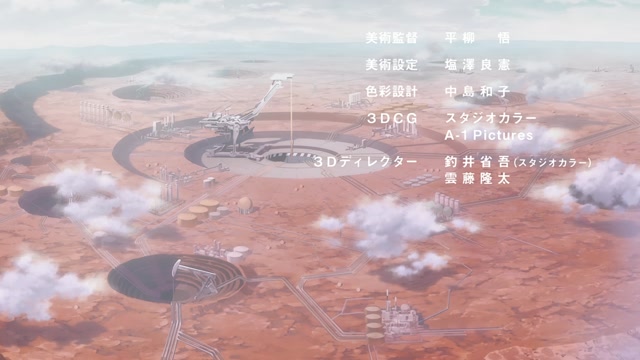 美術監督 平柳 悟
美術設定 塩澤良憲
色彩設計 中島和子
3DCG スタジオカラー
A-1 Pictures
3Dディレクター 釣井省吾(スタジオカラー)
雲藤隆太